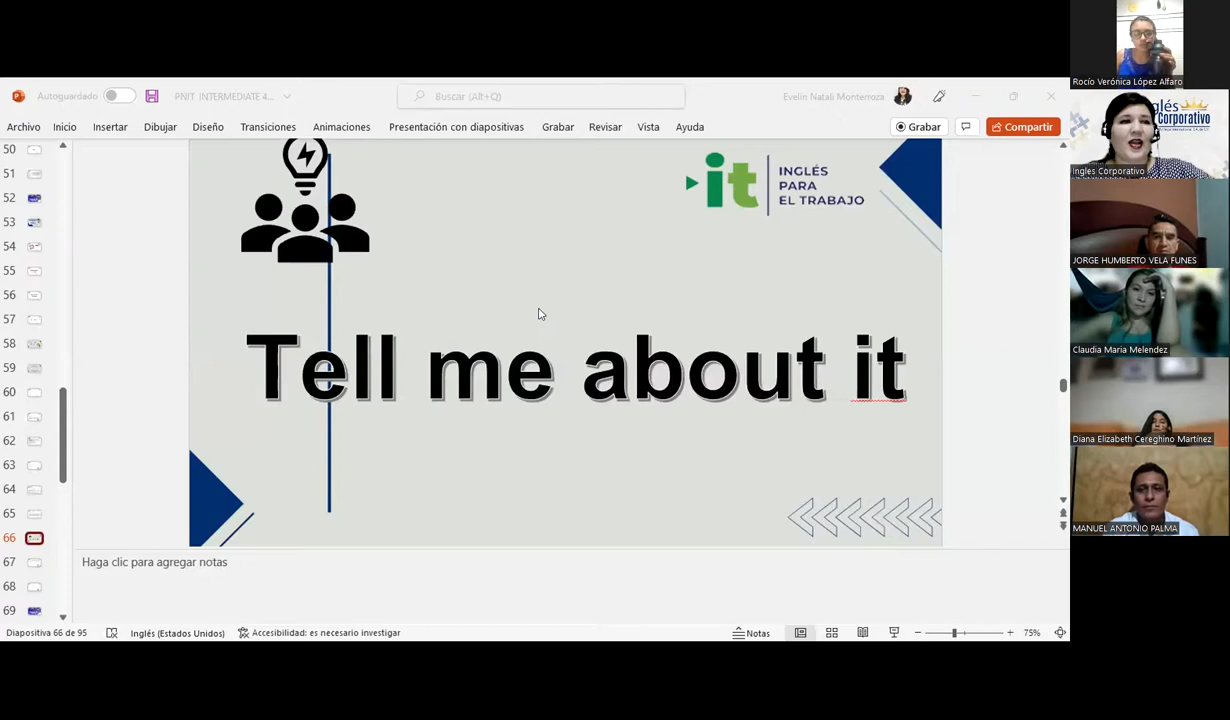 Autoguardado
PNIT INTERMEDIATE 4...
Buscar (Alt+Q)
Evelin Natali Monterroza
Archivo Inicio Insertar Dibujar Diseño Transiciones Animaciones Presentación con diapositivas Grabar Revisar Vista Ayuda
Grabar
Compartir
50
51
52
53
54
55
56
57
58
59
60
61
62
63
64
65
66
67
68
69
it
INGLÉS
PARA
EL TRABAJO
Tell me about it
Haga clic para agregar notas
Diapositiva 66 de 95
Inglés (Estados Unidos)
Accesibilidad: es necesario investigar
Notas
75%
Rocío Verónica López Alfaro
Inglés Corporativo
JORGE HUMBERTO VELA FUNES
Claudia María Melendez
Diana Elizabeth Cereghino Martínez
MANUEL ANTONIO PALMA